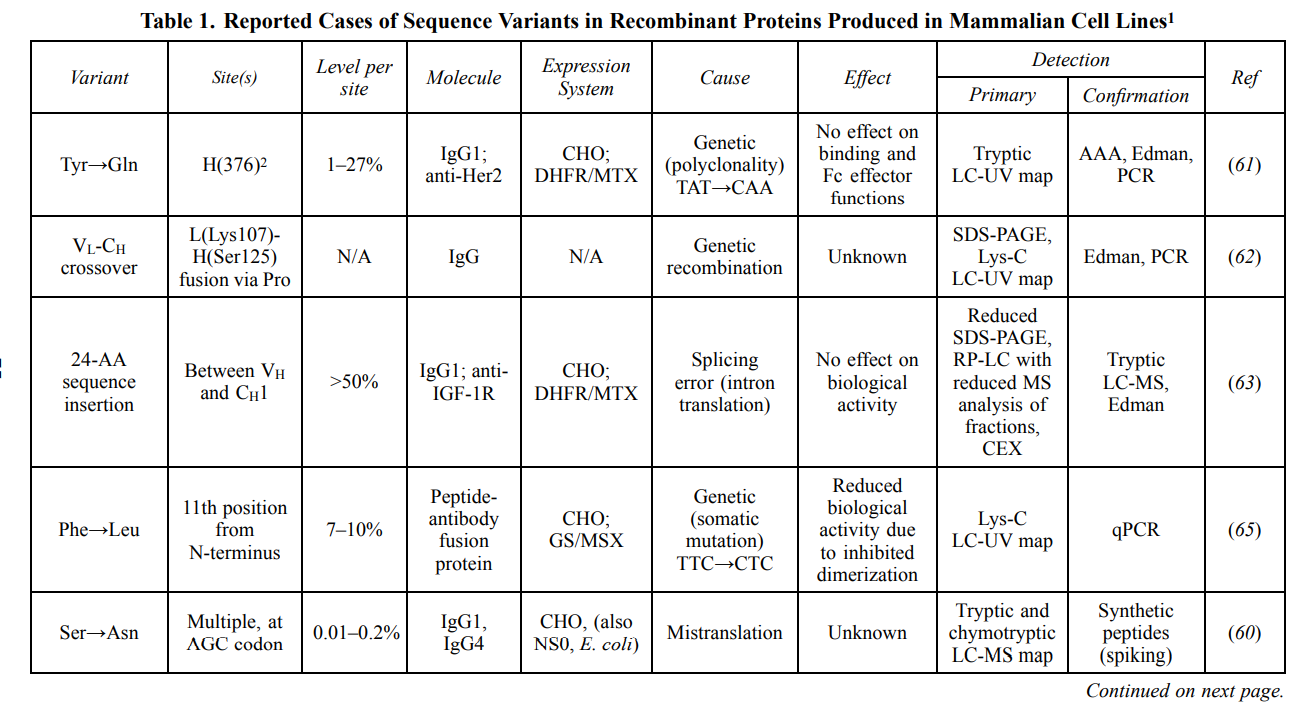 Table 1. Reported Cases of Sequence Variants in Recombinant Proteins Produced in Mammalian Cell Lines1
Variant
Site(s)
Level per
site
Molecule
Expression
System
Cause
Effect
Detection
Primary
Confirmation
Ref
Tyr→Gln
H(376)2
1–27%
IgG1;
anti-Her2
CHO;
DHFR/MTX
Genetic
(polyclonality)
TAT→CAA
No effect on
binding and
Fc effector
functions
Tryptic
LC-UV map
AAA, Edman,
PCR
(61)
VL-CH
crossover
L(Lys107)-
H(Ser125)
fusion via Pro
N/A
IgG
N/A
Genetic
recombination
Unknown
SDS-PAGE,
Lys-C
LC-UV map
Edman, PCR
(62)
24-AA
sequence
insertion
Between VH
and CH1
>50%
IgG1; anti-
IGF-1R
CHO;
DHFR/MTX
Splicing
error (intron
translation)
No effect on
biological
activity
Reduced
SDS-PAGE,
RP-LC with
reduced MS
analysis of
fractions,
CEX
Tryptic
LC-MS,
Edman
(63)
Phe→Leu
11th position
from
N-terminus
7–10%
Peptide-
antibody
fusion
protein
CHO;
GS/MSX
Genetic
(somatic
mutation)
TTC→CTC
Reduced
biological
activity due
to inhibited
dimerization
Lys-C
LC-UV map
qPCR
(65)
Ser→Asn
Multiple, at
AGC codon
0.01–0.2%
IgG1,
IgG4
CHO, (also
NS0, E. coli)
Mistranslation
Unknown
Tryptic and
chymotryptic
LC-MS map
Synthetic
peptides
(spiking)
(60)
Continued on next page.